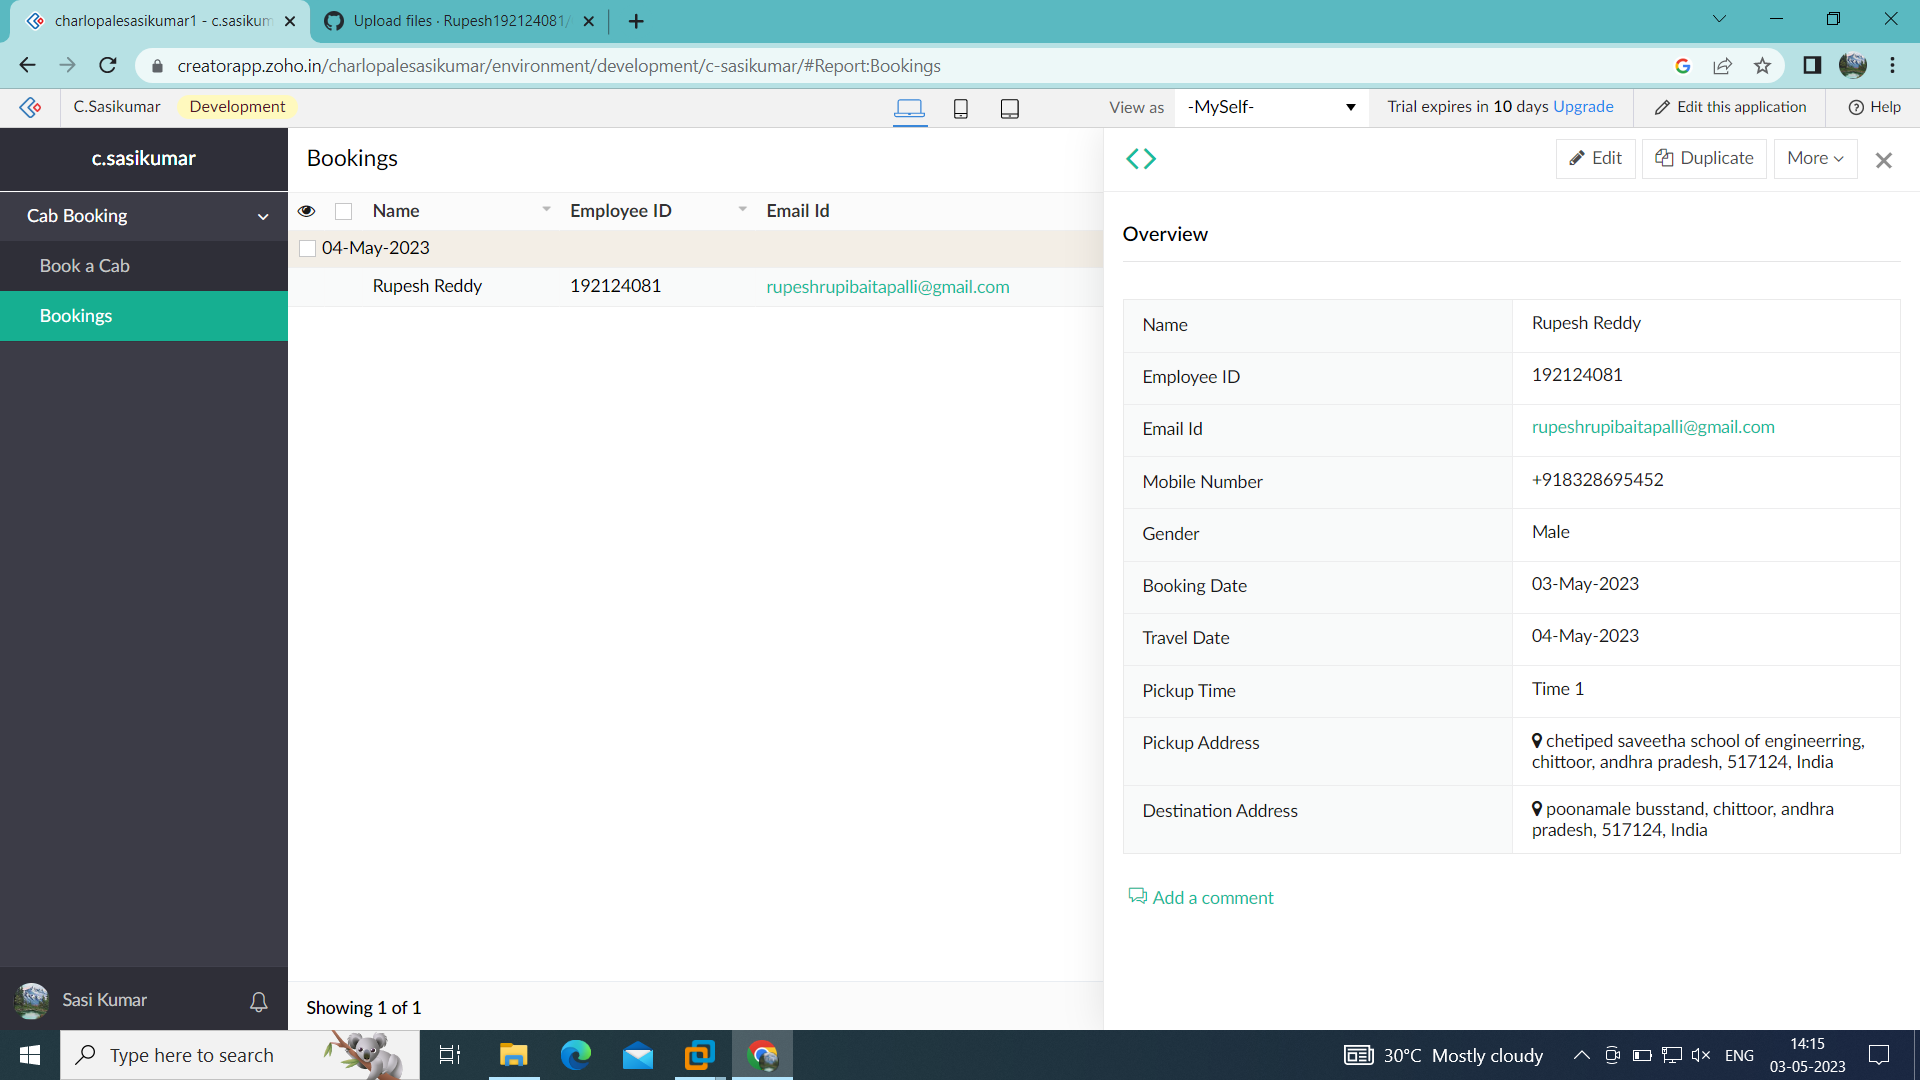 charlopalesasikumar1 - c.sasikum
Upload files · Rupesh192124081/
creatorapp.zoho.in/charlopalesasikumar/environment/development/c-sasikumar/#Report:Bookings
C.Sasikumar
Development
View as
-MySelf-
Trial expires in 10 days Upgrade
Edit this application
Help
c.sasikumar
Cab Booking
Book a Cab
Bookings
Sasi Kumar
Bookings
Name Employee ID Email Id
04-May-2023
Rupesh Reddy 192124081 rupeshrupibaitapalli@gmail.com
Showing 1 of 1
Edit Duplicate More
Overview
Name Rupesh Reddy
Employee ID 192124081
Email Id rupeshrupibaitapalli@gmail.com
Mobile Number +918328695452
Gender Male
Booking Date 03-May-2023
Travel Date 04-May-2023
Pickup Time Time 1
Pickup Address chetiped saveetha school of engineerring,
chittoor, andhra pradesh, 517124, India
Destination Address poonamale busstand, chittoor, andhra
pradesh, 517124, India
Add a comment
Type here to search
30°C Mostly cloudy
ENG
14:15
03-05-2023